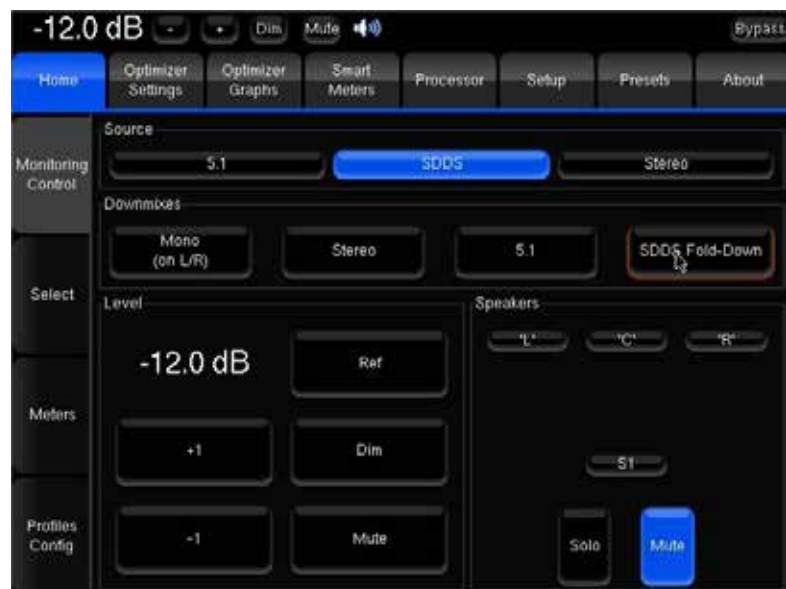 -12.0 dB - + Dim Mute Bypass
Home
Optimizer
Settings
Optimizer
Graphs
Smart
Meters
Processor
Setup
Presets
About
Monitoring
Control
Select
Meters
Profiles
Config
Source
5.1 SDDS Stereo
Downmixes
Mono
(on L/R)
Stereo
5.1
SDDS Fold-Down
Level
-12.0 dB
Ref
+1
Dim
-1
Mute
Speakers
"L" "C" "R"
S1
Solo
Mute